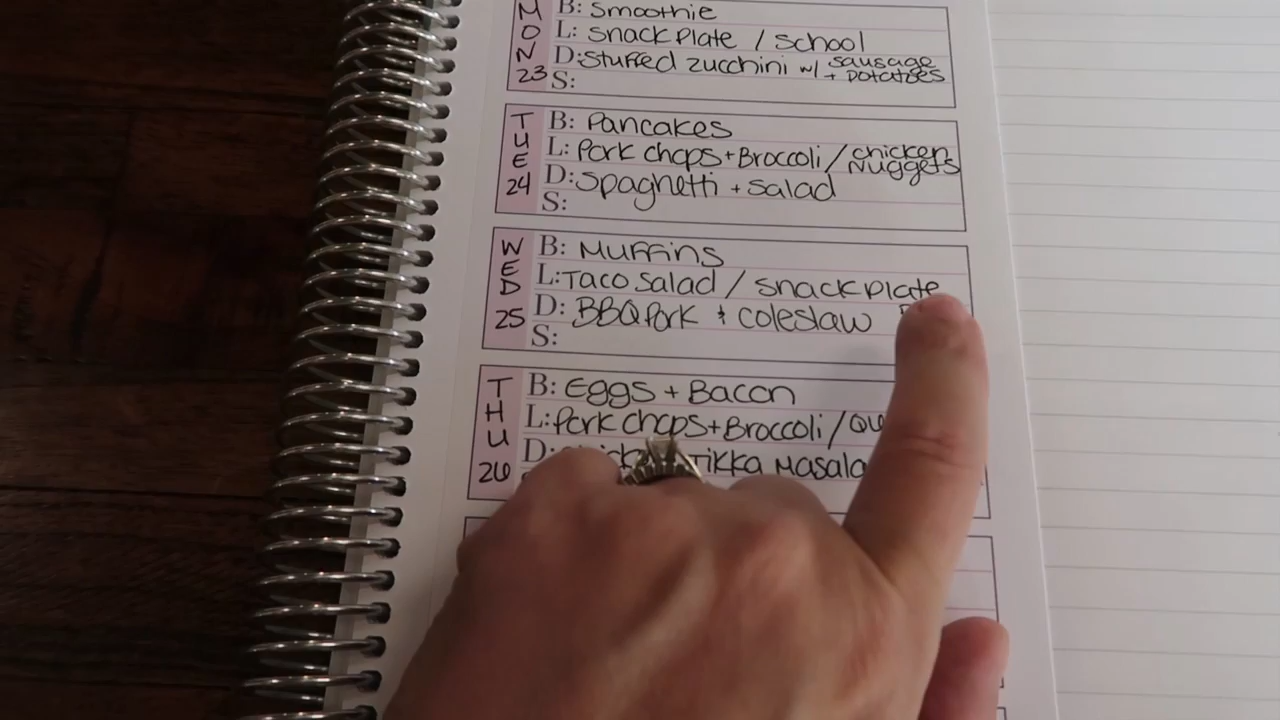 MON 23
B: Smoothie
L: Snack Plate / School
D: Stuffed zucchini w/ sausage + potatoes
S:
TUE 24
B: Pancakes
L: Pork chops + Broccoli / chicken Nuggets
D: Spaghetti + salad
S:
WED 25
B: Muffins
L: Taco Salad / Snack Plate
D: BBQ Pork & coleslaw
S:
THU 26
B: Eggs + Bacon
L: Pork chops + Broccoli /
D: Tikka Masala